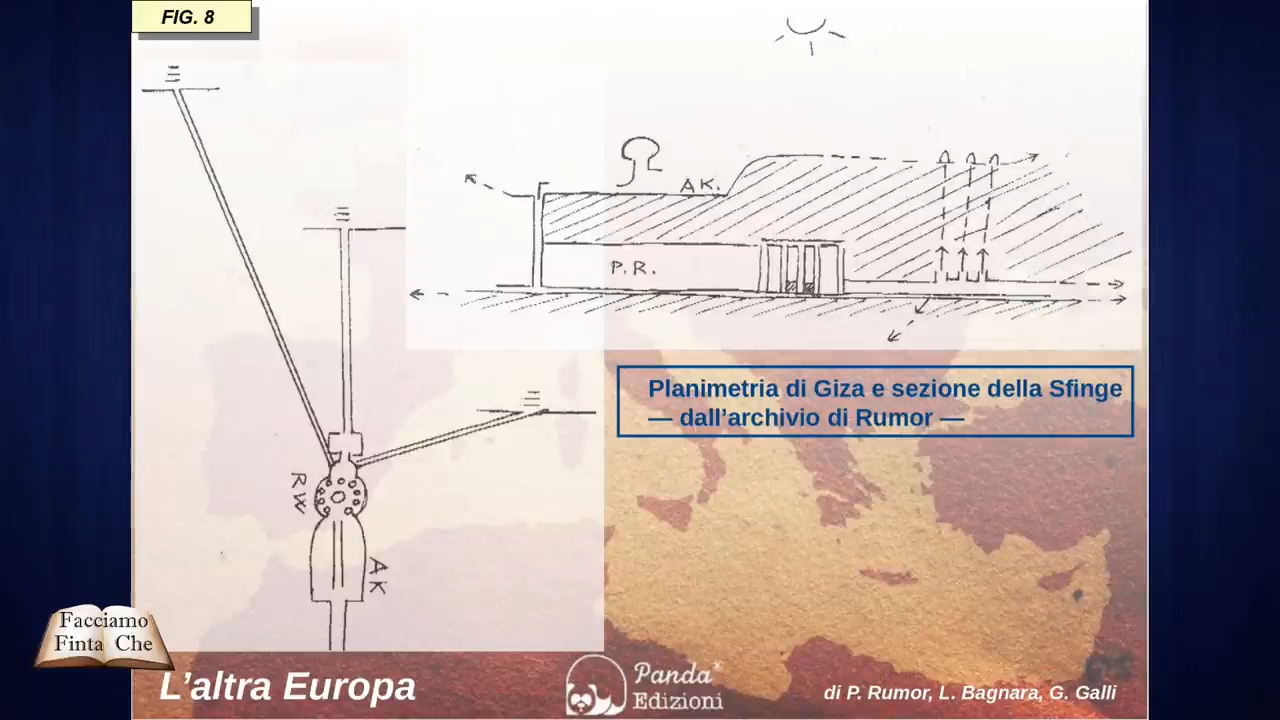 FIG. 8
AK.
P.R.
RW
AK
Planimetria di Giza e sezione della Sfinge
— dall’archivio di Rumor —
Facciamo
Finta Che
L’altra Europa
Panda
Edizioni
di P. Rumor, L. Bagnara, G. Galli